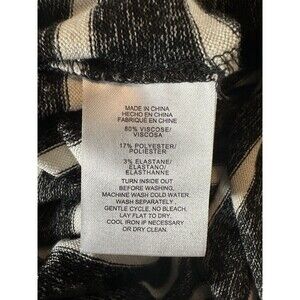 MADE IN CHINA
HECHO EN CHINA
FABRIQUÉ EN CHINE
80% VISCOSE/
VISCOSA
17% POLYESTER/
POLIÉSTER
3% ELASTANE/
ELASTANO/
ELASTHANNE
TURN INSIDE OUT
BEFORE WASHING,
MACHINE WASH COLD WATER,
WASH SEPARATELY,
GENTLE CYCLE, NO BLEACH,
LAY FLAT TO DRY,
COOL IRON IF NECESSARY
OR DRY CLEAN.